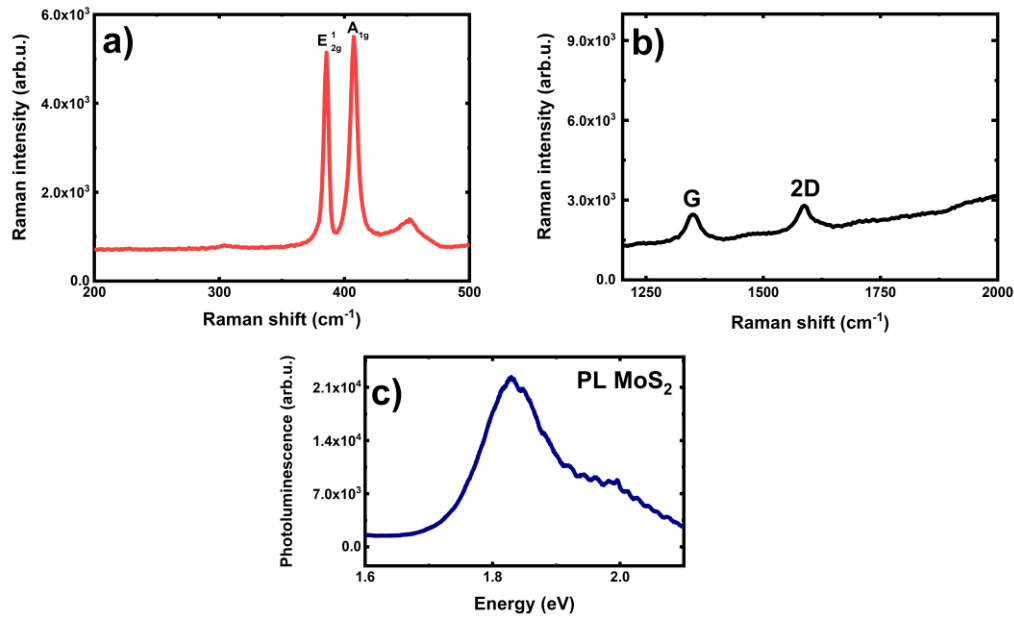 a)
E¹₂g
A₁g
Raman intensity (arb.u.)
6.0x10³
4.0x10³
2.0x10³
0.0
200
300
400
500
Raman shift (cm⁻¹)
b)
G
2D
Raman intensity (arb.u.)
9.0x10³
6.0x10³
3.0x10³
0.0
1250
1500
1750
2000
Raman shift (cm⁻¹)
c)
PL MoS₂
Photoluminescence (arb.u.)
2.1x10⁴
1.4x10⁴
7.0x10³
0.0
1.6
1.8
2.0
Energy (eV)